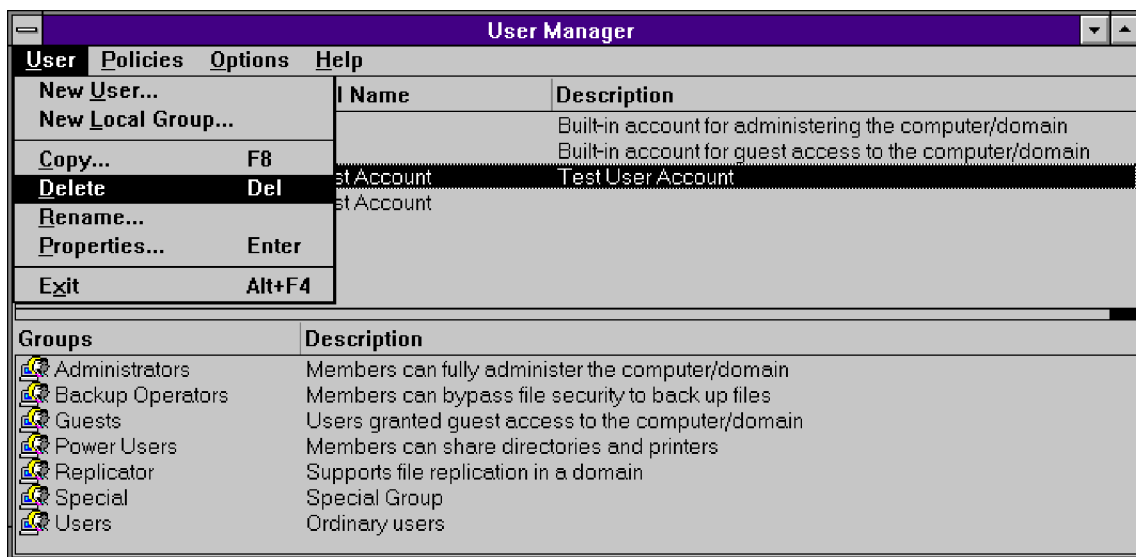 User Manager
User Policies Options Help
New User...
New Local Group...
Copy... F8
Delete Del
Rename...
Properties... Enter
Exit Alt+F4
l Name Description
Built-in account for administering the computer/domain
Built-in account for guest access to the computer/domain
st Account Test User Account
st Account
Groups Description
Administrators Members can fully administer the computer/domain
Backup Operators Members can bypass file security to back up files
Guests Users granted guest access to the computer/domain
Power Users Members can share directories and printers
Replicator Supports file replication in a domain
Special Special Group
Users Ordinary users